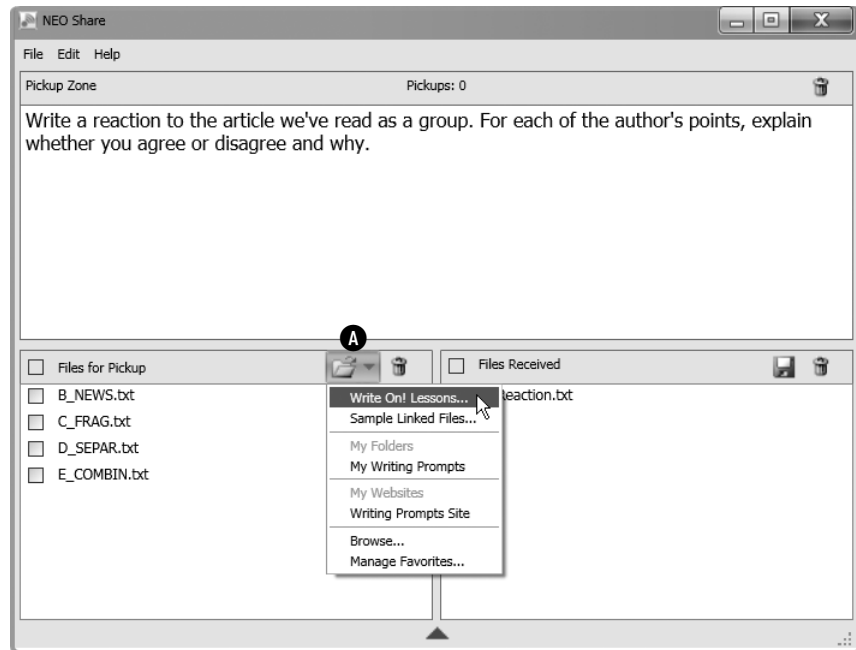 NEO Share
File Edit Help
Pickup Zone Pickups: 0
Write a reaction to the article we've read as a group. For each of the author's points, explain
whether you agree or disagree and why.
A
Files for Pickup
Files Received
B_NEWS.txt
C_FRAG.txt
D_SEPAR.txt
E_COMBIN.txt
Write On! Lessons...
Sample Linked Files...
My Folders
My Writing Prompts
My Websites
Writing Prompts Site
Browse...
Manage Favorites...
eaction.txt